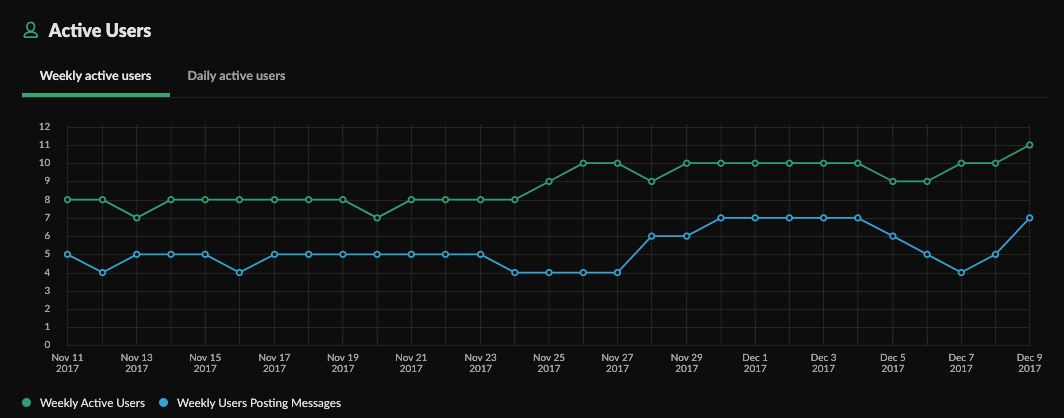 Active Users
Weekly active users Daily active users
12
11
10
9
8
7
6
5
4
3
2
1
0
Nov 11 Nov 13 Nov 15 Nov 17 Nov 19 Nov 21 Nov 23 Nov 25 Nov 27 Nov 29 Dec 1 Dec 3 Dec 5 Dec 7 Dec 9
2017 2017 2017 2017 2017 2017 2017 2017 2017 2017 2017 2017 2017 2017 2017
Weekly Active Users Weekly Users Posting Messages